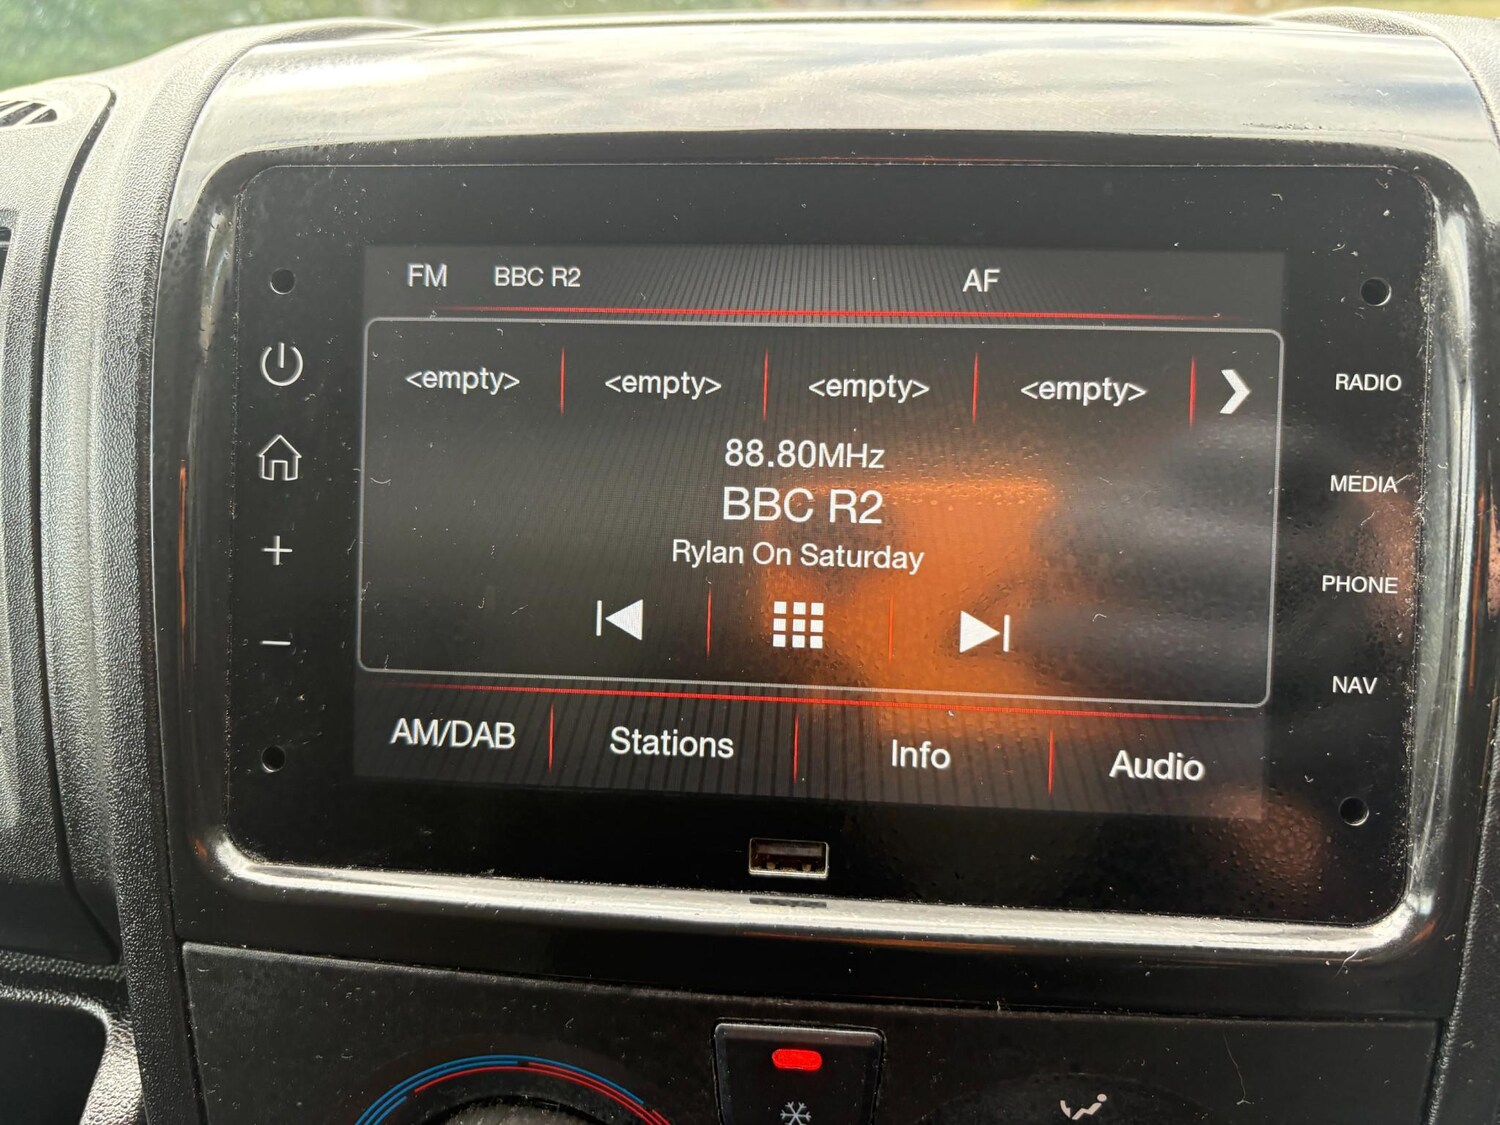 FM BBC R2 AF
<empty> <empty> <empty> <empty>
RADIO
88.80MHz
BBC R2
MEDIA
Rylan On Saturday
PHONE
NAV
AM/DAB Stations Info Audio